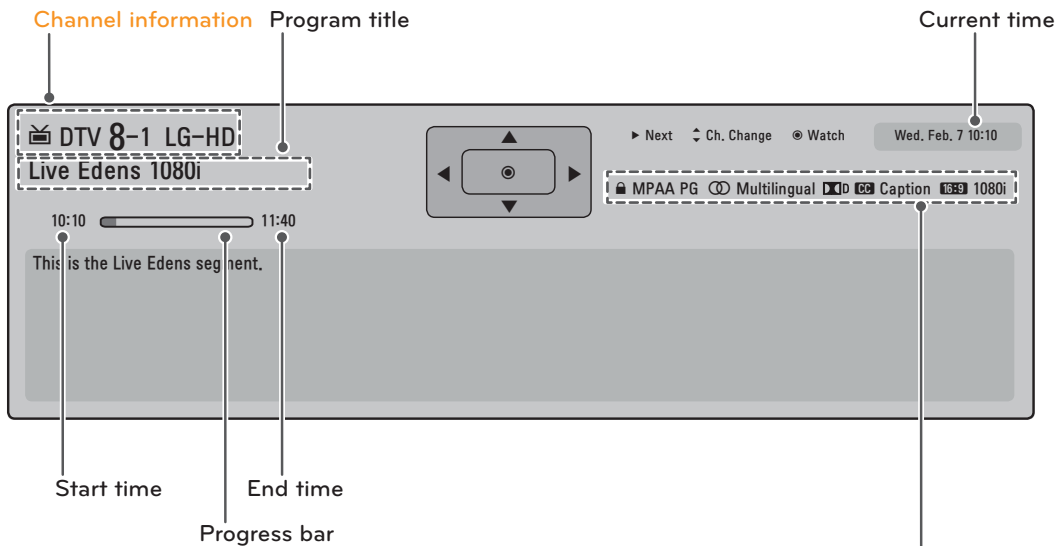 Channel information Program title Current time
DTV 8-1 LG-HD
▶ Next Ch. Change ◉ Watch Wed. Feb. 7 10:10
Live Edens 1080i
MPAA PG Multilingual D CC Caption 16:9 1080i
10:10 11:40
This is the Live Edens segment.
Start time End time
Progress bar